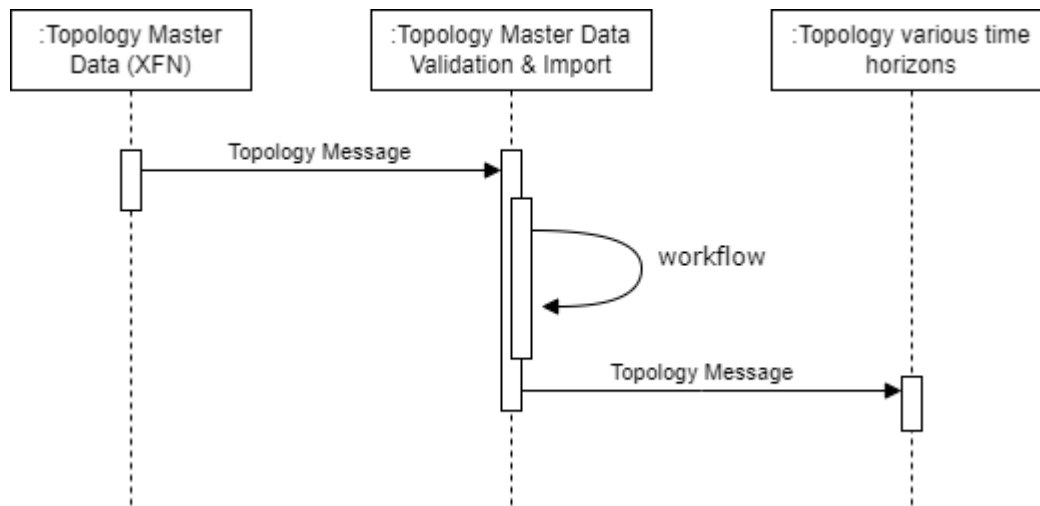 :Topology Master
Data (XFN)
:Topology Master Data
Validation & Import
:Topology various time
horizons
Topology Message
workflow
Topology Message